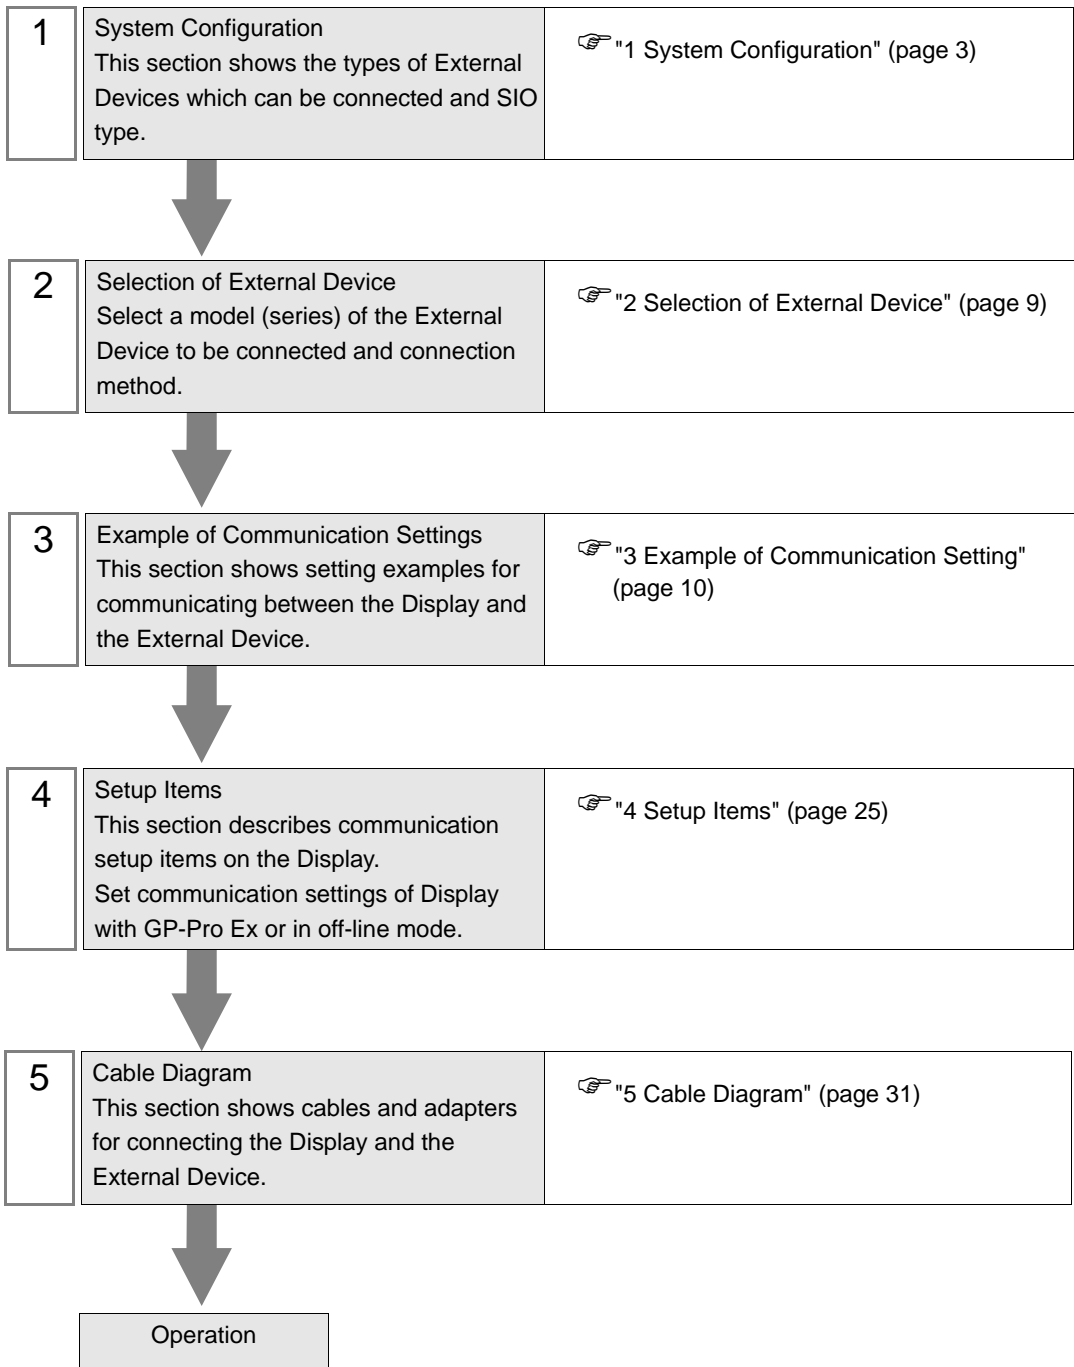 1
System Configuration
This section shows the types of External
Devices which can be connected and SIO
type.
"1 System Configuration" (page 3)
2
Selection of External Device
Select a model (series) of the External
Device to be connected and connection
method.
"2 Selection of External Device" (page 9)
3
Example of Communication Settings
This section shows setting examples for
communicating between the Display and
the External Device.
"3 Example of Communication Setting"
(page 10)
4
Setup Items
This section describes communication
setup items on the Display.
Set communication settings of Display
with GP-Pro Ex or in off-line mode.
"4 Setup Items" (page 25)
5
Cable Diagram
This section shows cables and adapters
for connecting the Display and the
External Device.
"5 Cable Diagram" (page 31)
Operation